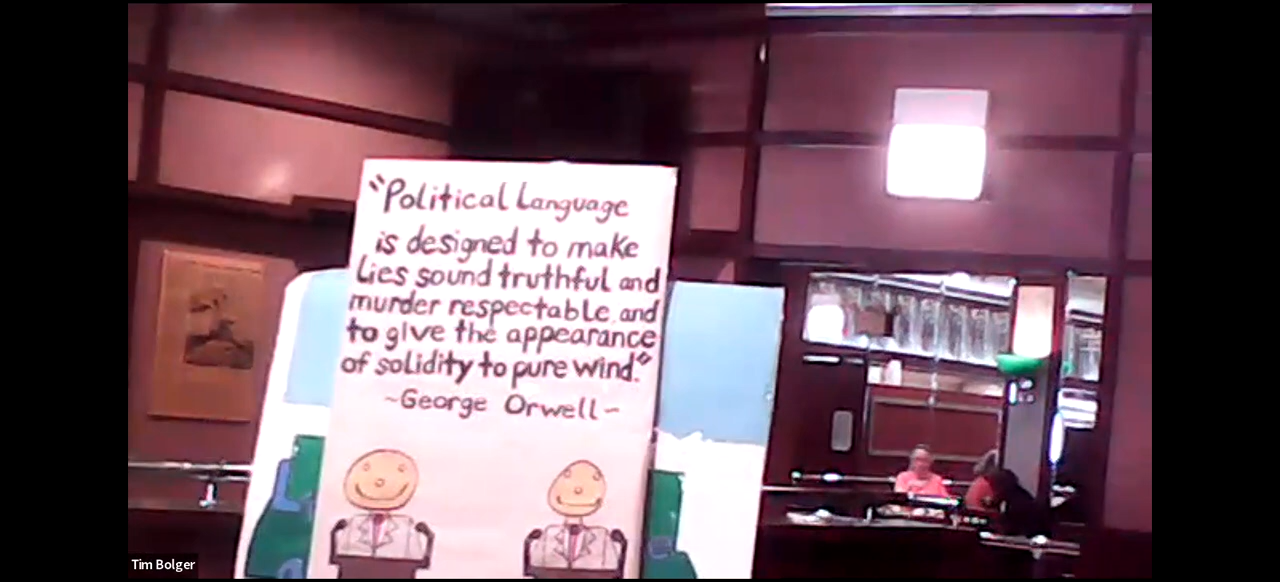 "Political Language
is designed to make
Lies sound truthful and
murder respectable, and
to give the appearance
of solidity to pure wind."
~George Orwell~
Tim Bolger